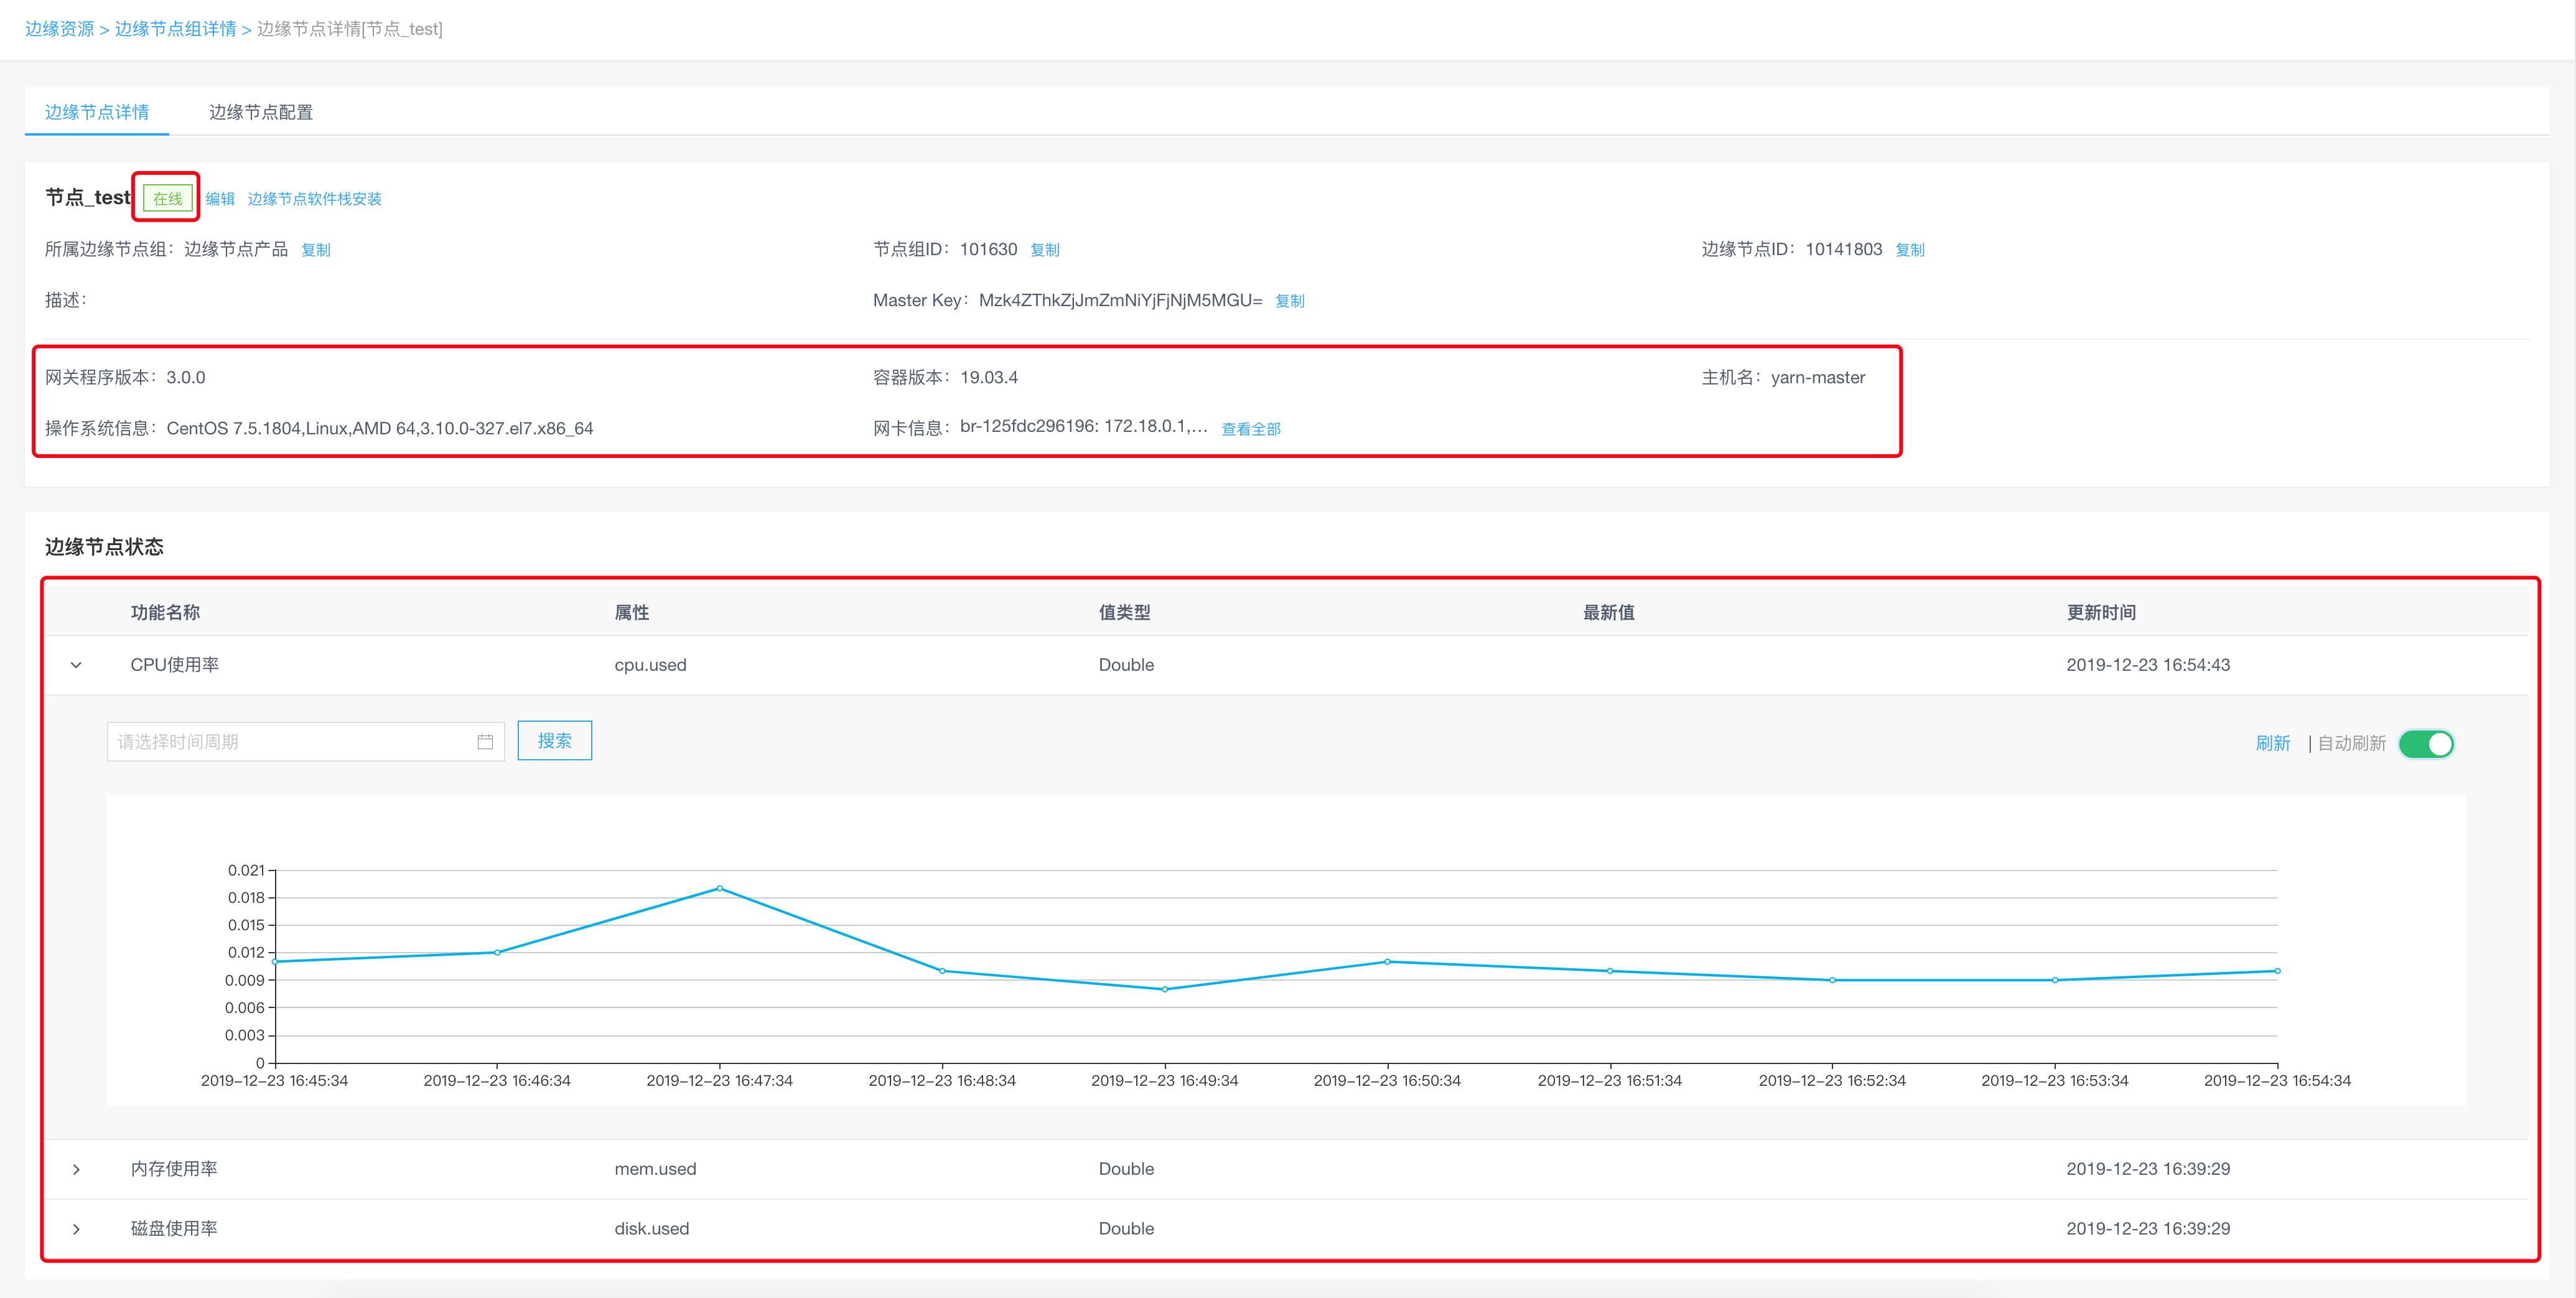 边缘资源 > 边缘节点组详情 > 边缘节点详情[节点_test]
边缘节点详情 边缘节点配置
节点_test 在线 编辑 边缘节点软件栈安装
所属边缘节点组：边缘节点产品 复制 节点组ID：101630 复制 边缘节点ID：10141803 复制
描述： Master Key：Mzk4ZThkZjJmZmNiYjFjNjM5MGU= 复制
网关程序版本：3.0.0 容器版本：19.03.4 主机名：yarn-master
操作系统信息：CentOS 7.5.1804,Linux,AMD 64,3.10.0-327.el7.x86_64 网卡信息：br-125fdc296196: 172.18.0.1,... 查看全部
边缘节点状态
功能名称 属性 值类型 最新值 更新时间
CPU使用率 cpu.used Double 2019-12-23 16:54:43
请选择时间周期 搜索 刷新 | 自动刷新
0.021
0.018
0.015
0.012
0.009
0.006
0.003
0
2019-12-23 16:45:34 2019-12-23 16:46:34 2019-12-23 16:47:34 2019-12-23 16:48:34 2019-12-23 16:49:34 2019-12-23 16:50:34 2019-12-23 16:51:34 2019-12-23 16:52:34 2019-12-23 16:53:34 2019-12-23 16:54:34
内存使用率 mem.used Double 2019-12-23 16:39:29
磁盘使用率 disk.used Double 2019-12-23 16:39:29